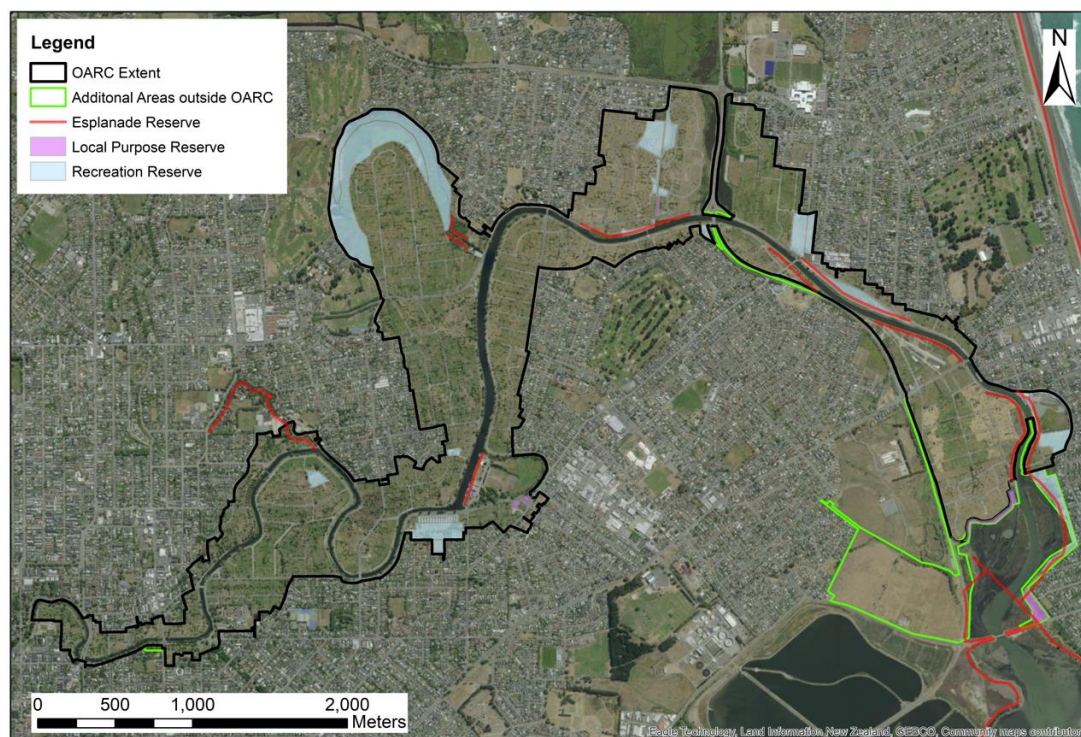 Legend
OARC Extent
Additonal Areas outside OARC
Esplanade Reserve
Local Purpose Reserve
Recreation Reserve
N
0 500 1,000 2,000
Meters
Eagle Technology, Land Information New Zealand, GEBCO, Community maps contributor